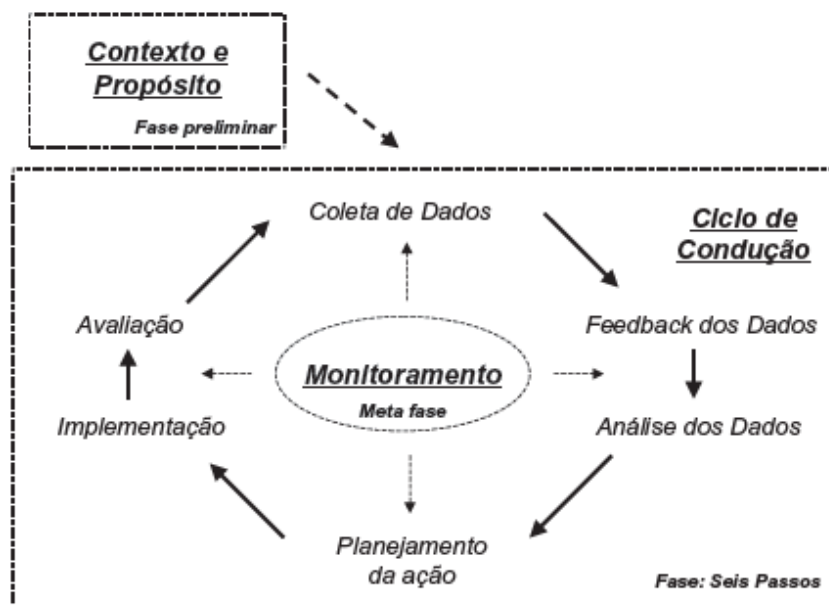 Contexto e
Propósito
Fase preliminar
Coleta de Dados
Ciclo de
Condução
Avaliação
Feedback dos Dados
Monitoramento
Meta fase
Implementação
Análise dos Dados
Planejamento
da ação
Fase: Seis Passos